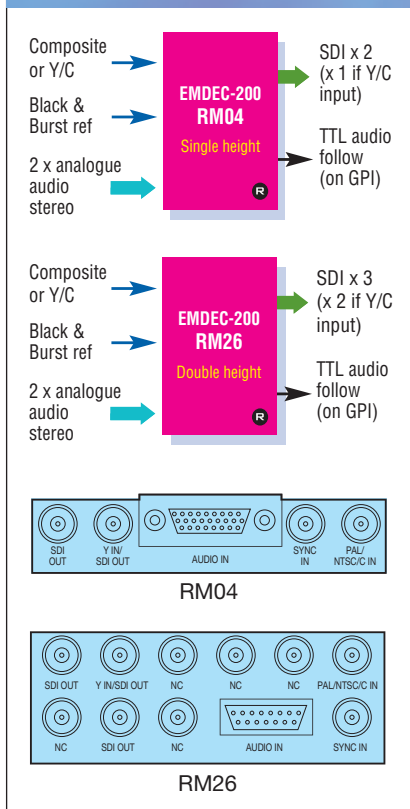 Composite
or Y/C
Black &
Burst ref
2 x analogue
audio
stereo
EMDEC-200
RM04
Single height
R
SDI x 2
(x 1 if Y/C
input)
TTL audio
follow
(on GPI)
Composite
or Y/C
Black &
Burst ref
2 x analogue
audio
stereo
EMDEC-200
RM26
Double height
R
SDI x 3
(x 2 if Y/C
input)
TTL audio
follow
(on GPI)
SDI
OUT
Y IN/
SDI OUT
AUDIO IN
SYNC
IN
PAL/
NTSC/C IN
RM04
SDI OUT
Y IN/SDI OUT
NC
NC
NC
PAL/NTSC/C IN
NC
SDI OUT
NC
AUDIO IN
SYNC IN
RM26